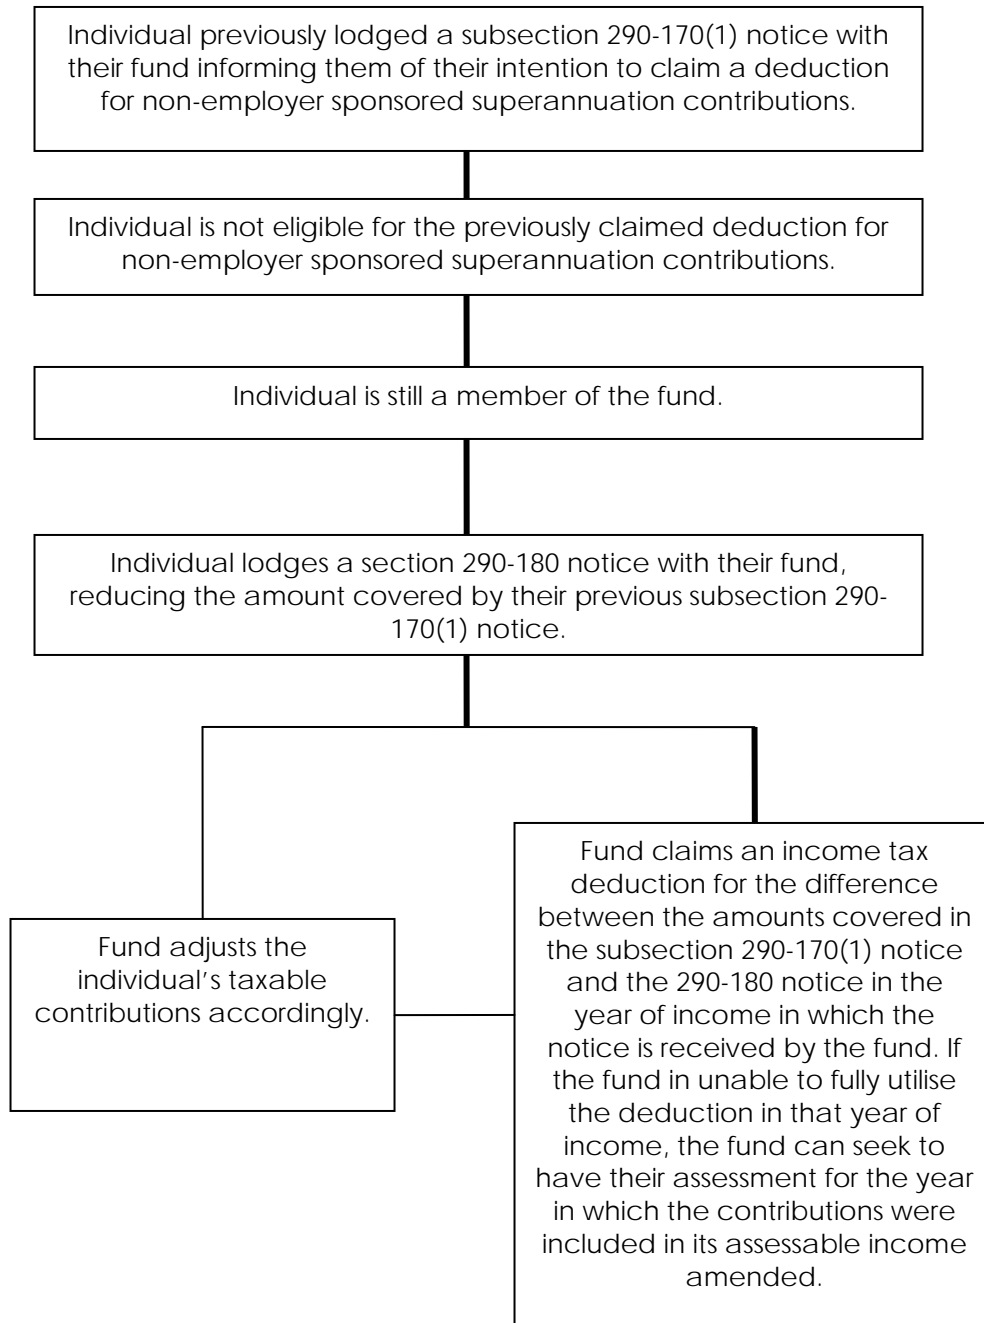 Individual previously lodged a subsection 290-170(1) notice with
their fund informing them of their intention to claim a deduction
for non-employer sponsored superannuation contributions.
Individual is not eligible for the previously claimed deduction for
non-employer sponsored superannuation contributions.
Individual is still a member of the fund.
Individual lodges a section 290-180 notice with their fund,
reducing the amount covered by their previous subsection 290-
170(1) notice.
Fund adjusts the
individual's taxable
contributions accordingly.
Fund claims an income tax
deduction for the difference
between the amounts covered in
the subsection 290-170(1) notice
and the 290-180 notice in the
year of income in which the
notice is received by the fund. If
the fund in unable to fully utilise
the deduction in that year of
income, the fund can seek to
have their assessment for the year
in which the contributions were
included in its assessable income
amended.